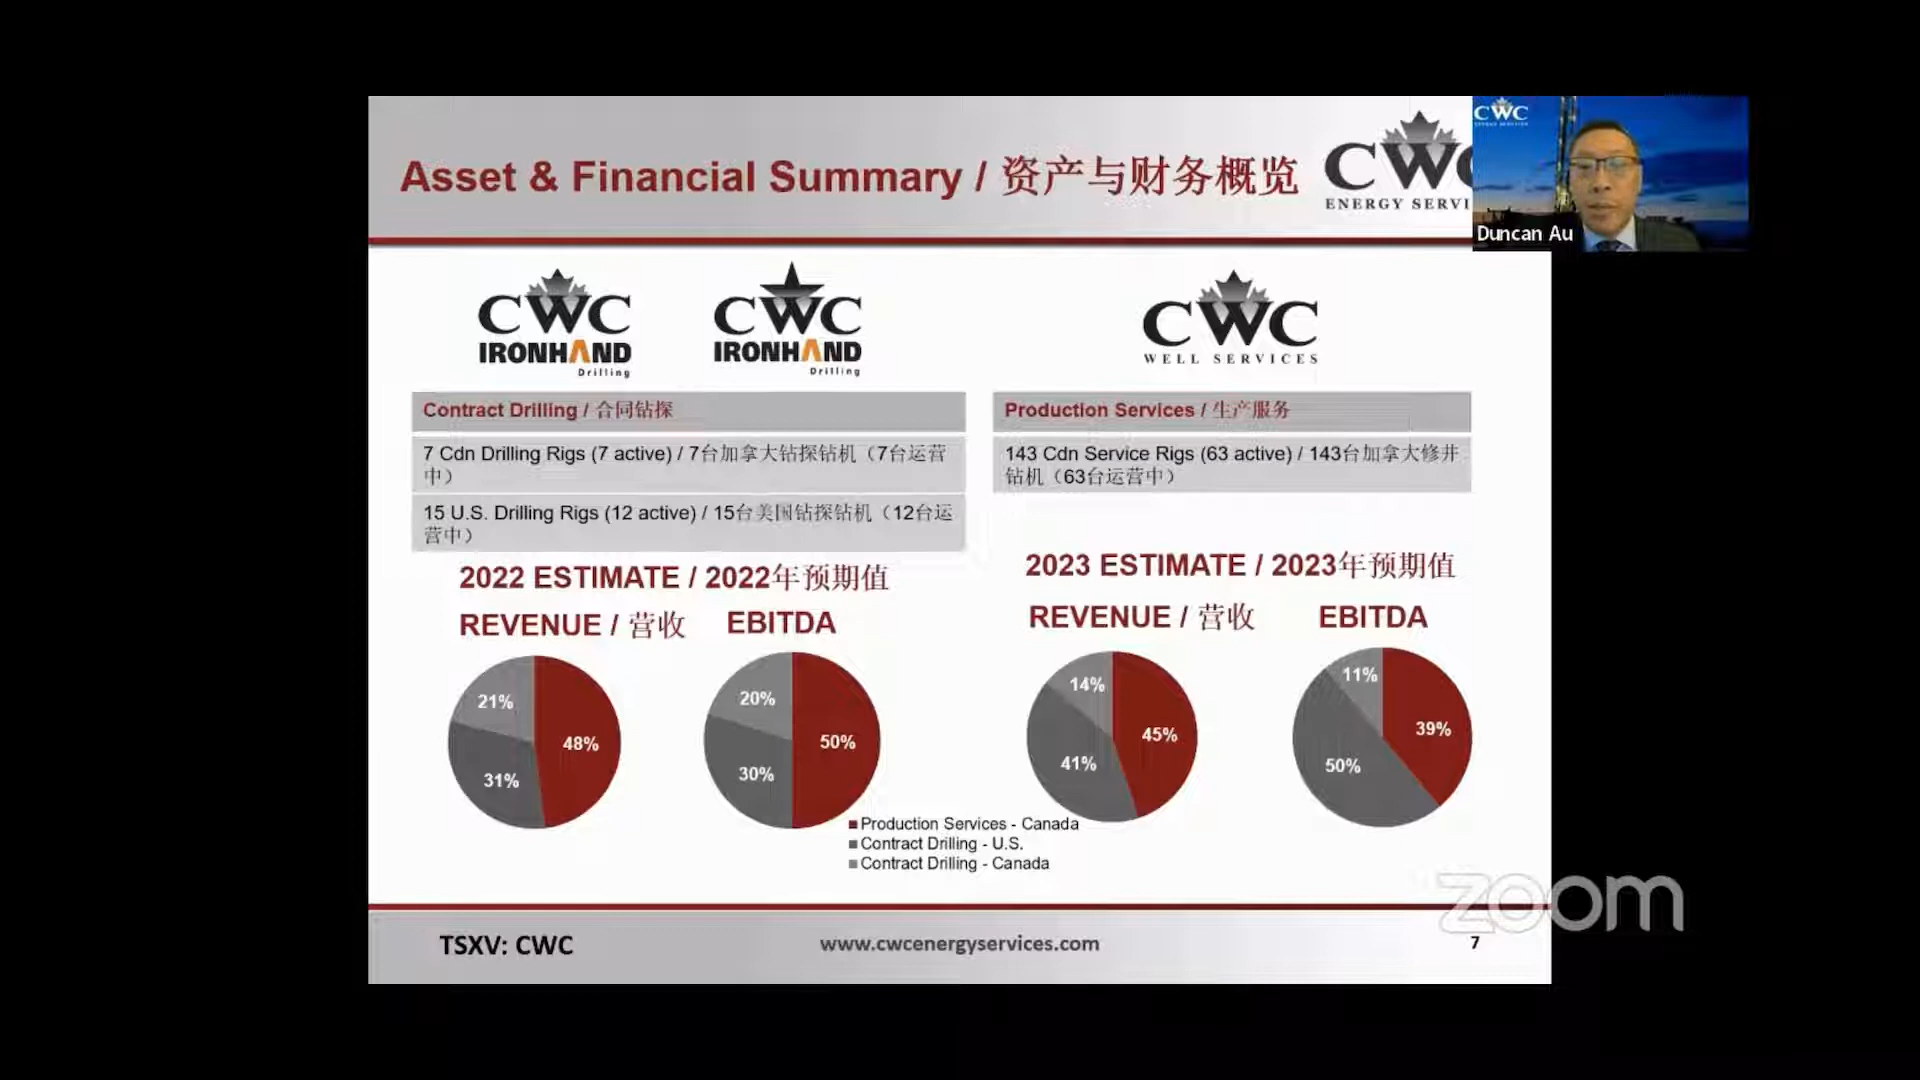 Asset & Financial Summary / 资产与财务概览
CWC
ENERGY SERVI
CWC
Duncan Au
CWC
IRONHAND
Drilling
CWC
IRONHAND
Drilling
CWC
WELL SERVICES
Contract Drilling / 合同钻探
7 Cdn Drilling Rigs (7 active) / 7台加拿大钻探钻机（7台运营
中）
15 U.S. Drilling Rigs (12 active) / 15台美国钻探钻机（12台运
营中）
Production Services / 生产服务
143 Cdn Service Rigs (63 active) / 143台加拿大修井
钻机（63台运营中）
2022 ESTIMATE / 2022年预期值
REVENUE / 营收
EBITDA
21%
48%
31%
20%
50%
30%
2023 ESTIMATE / 2023年预期值
REVENUE / 营收
EBITDA
14%
45%
41%
11%
39%
50%
Production Services - Canada
Contract Drilling - U.S.
Contract Drilling - Canada
zoom
TSXV: CWC
www.cwcenergyservices.com
7